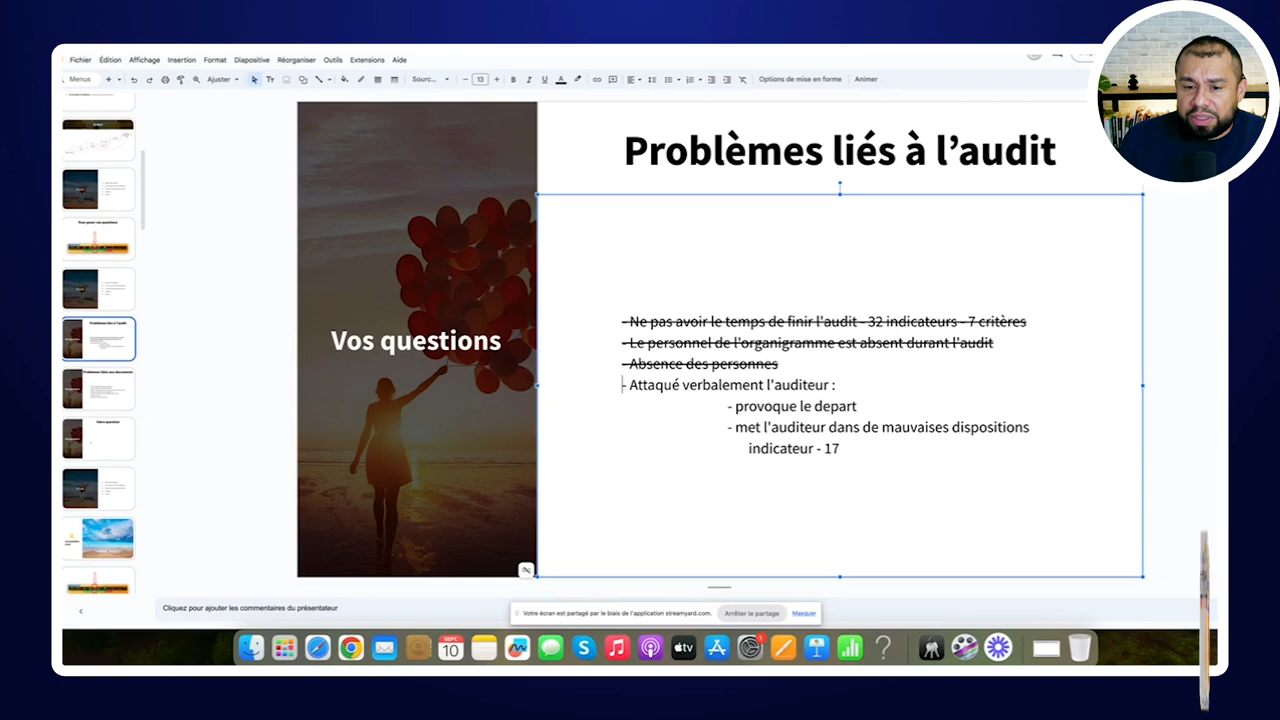 Fichier Édition Affichage Insertion Format Diapositive Réorganiser Outils Extensions Aide
Menus Ajuster Sourc... 13 Options de mise en forme Animer
Problèmes liés à l’audit
Vos questions
- Ne pas avoir le temps de finir l'audit - 32 indicateurs - 7 critères
- Le personnel de l'organigramme est absent durant l'audit
- Absence des personnes
- Attaqué verbalement l'auditeur :
- provoque le depart
- met l'auditeur dans de mauvaises dispositions
indicateur - 17
Cliquez pour ajouter les commentaires du présentateur
Votre écran est partagé par le biais de l'application streamyard.com. Arrêter le partage Masquer
SEPT.
10
tv